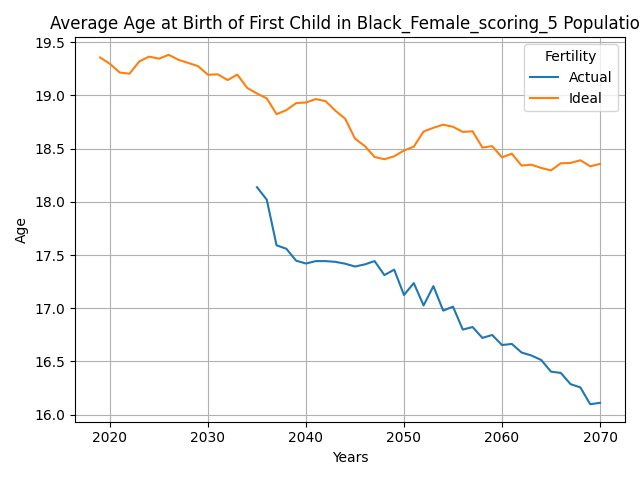 Average Age at Birth of First Child in Black_Female_scoring_5 Populatio
Fertility
Actual
Ideal
19.5
19.0
18.5
18.0
17.5
17.0
16.5
16.0
Age
2020 2030 2040 2050 2060 2070
Years